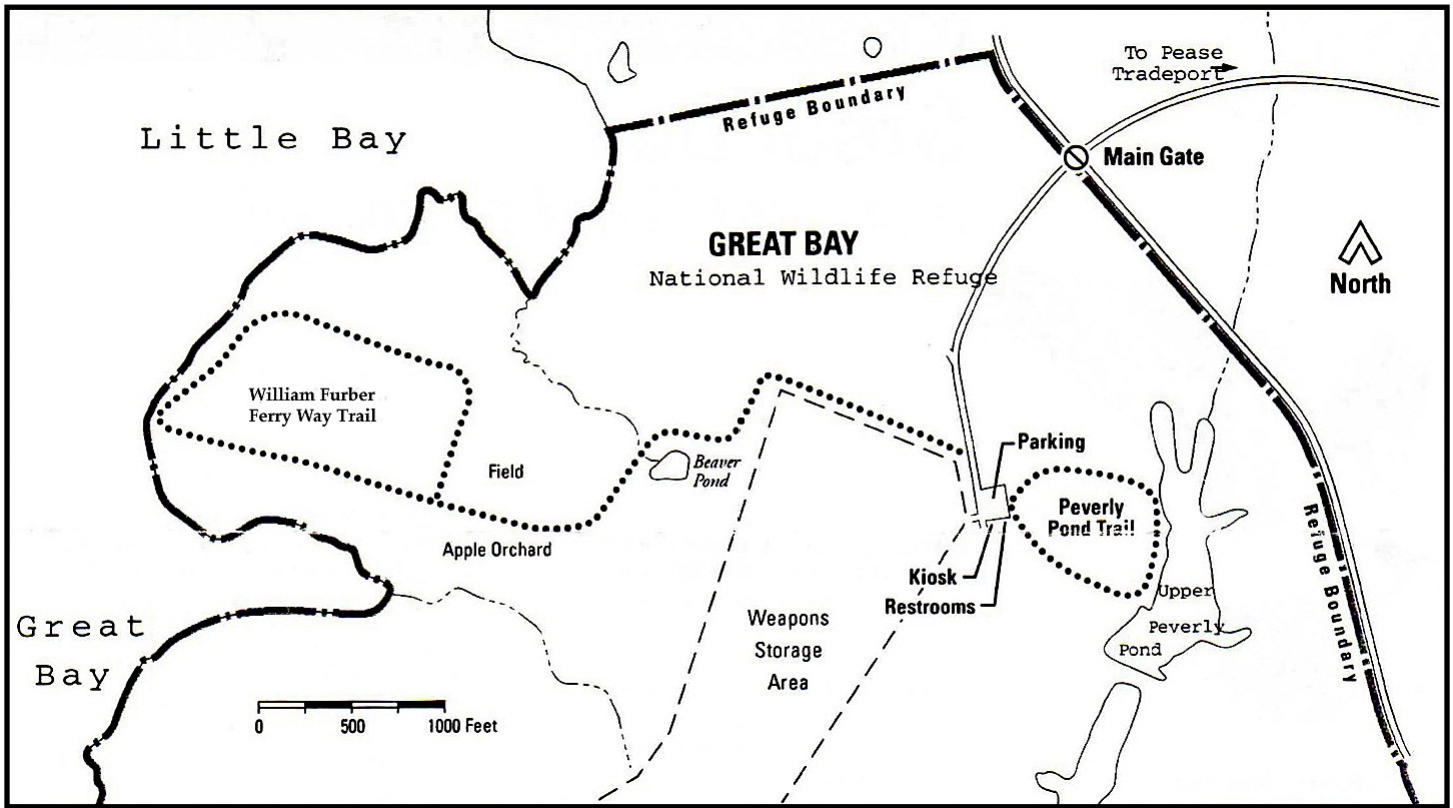 To Pease
Tradeport
Refuge Boundary
Little Bay
Main Gate
GREAT BAY
National Wildlife Refuge
North
William Furber
Ferry Way Trail
Parking
Field
Beaver
Pond
Peverly
Pond Trail
Apple Orchard
Kiosk
Restrooms
Upper
Peverly
Pond
Refuge Boundary
Weapons
Storage
Area
Great
Bay
0 500 1000 Feet